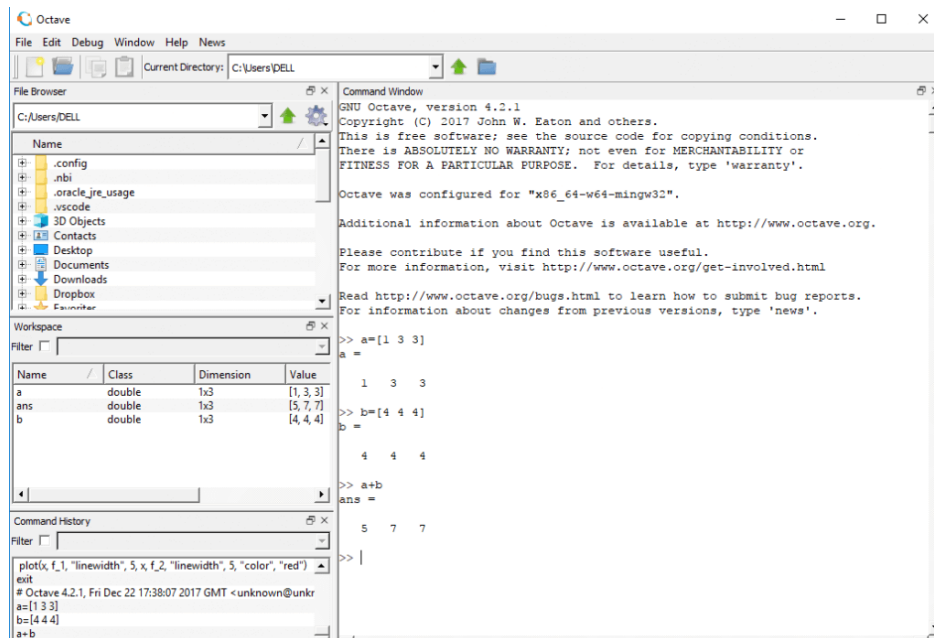 Octave
File Edit Debug Window Help News
Current Directory: C:\Users\DELL
File Browser
C:/Users/DELL
Name
.config
.nbi
.oracle_jre_usage
.vscode
3D Objects
Contacts
Desktop
Documents
Downloads
Dropbox
Favorites
Workspace
Filter
Name Class Dimension Value
a double 1x3 [1, 3, 3]
ans double 1x3 [5, 7, 7]
b double 1x3 [4, 4, 4]
Command History
Filter
plot(x, f_1, "linewidth", 5, x, f_2, "linewidth", 5, "color", "red")
exit
# Octave 4.2.1, Fri Dec 22 17:38:07 2017 GMT <unknown@unkr
a=[1 3 3]
b=[4 4 4]
a+b
Command Window
GNU Octave, version 4.2.1
Copyright (C) 2017 John W. Eaton and others.
This is free software; see the source code for copying conditions.
There is ABSOLUTELY NO WARRANTY; not even for MERCHANTABILITY or
FITNESS FOR A PARTICULAR PURPOSE.  For details, type 'warranty'.
Octave was configured for "x86_64-w64-mingw32".
Additional information about Octave is available at http://www.octave.org.
Please contribute if you find this software useful.
For more information, visit http://www.octave.org/get-involved.html
Read http://www.octave.org/bugs.html to learn how to submit bug reports.
For information about changes from previous versions, type 'news'.
>> a=[1 3 3]
a =
1 3 3
>> b=[4 4 4]
b =
4 4 4
>> a+b
ans =
5 7 7
>>